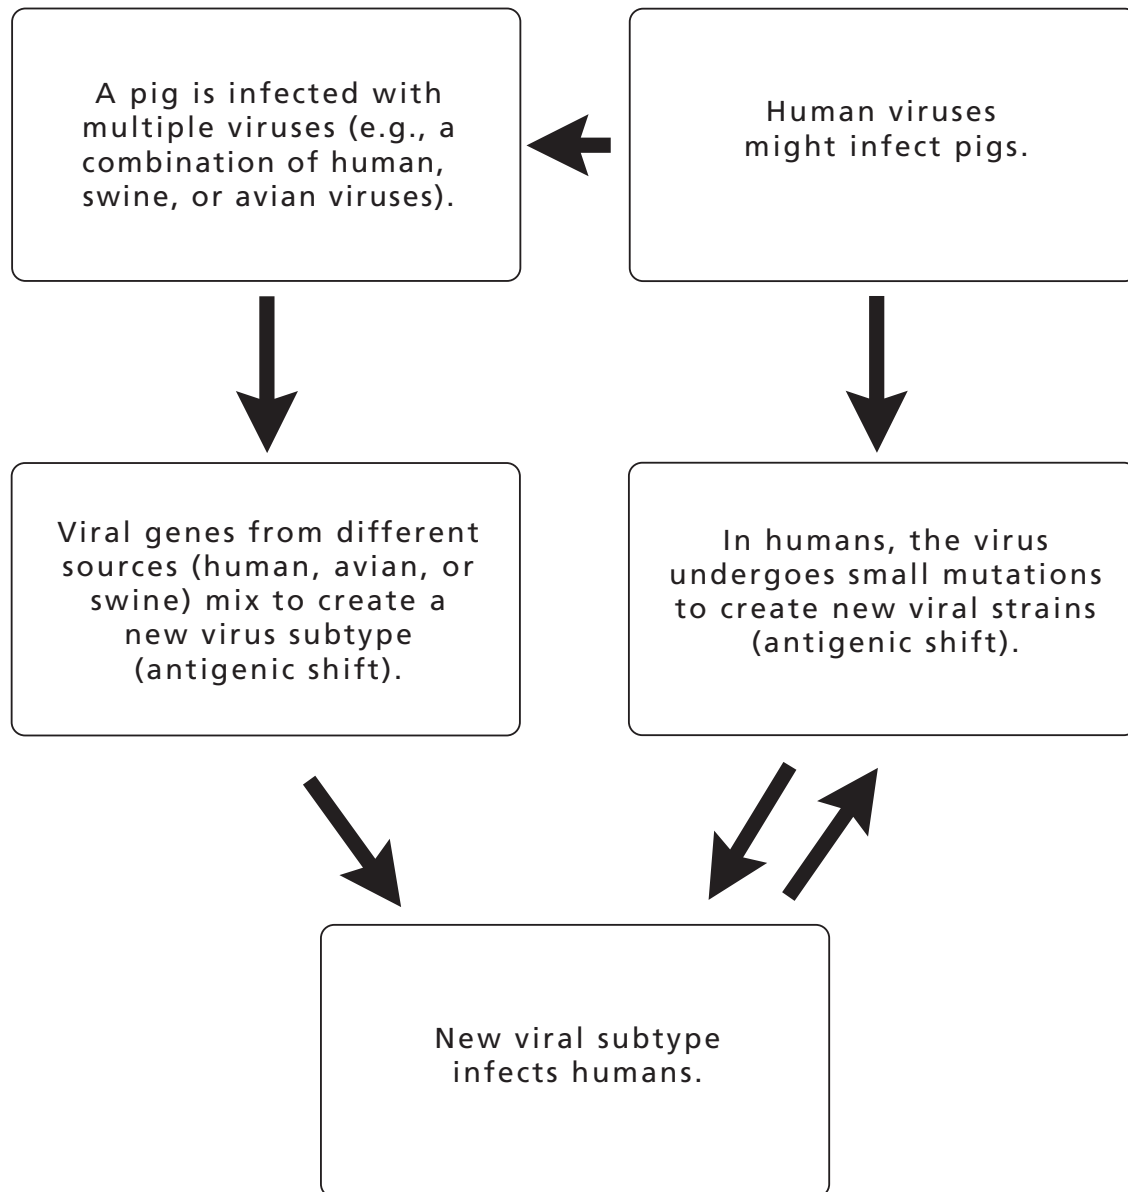 A pig is infected with
multiple viruses (e.g., a
combination of human,
swine, or avian viruses).
Human viruses
might infect pigs.
Viral genes from different
sources (human, avian, or
swine) mix to create a
new virus subtype
(antigenic shift).
In humans, the virus
undergoes small mutations
to create new viral strains
(antigenic shift).
New viral subtype
infects humans.